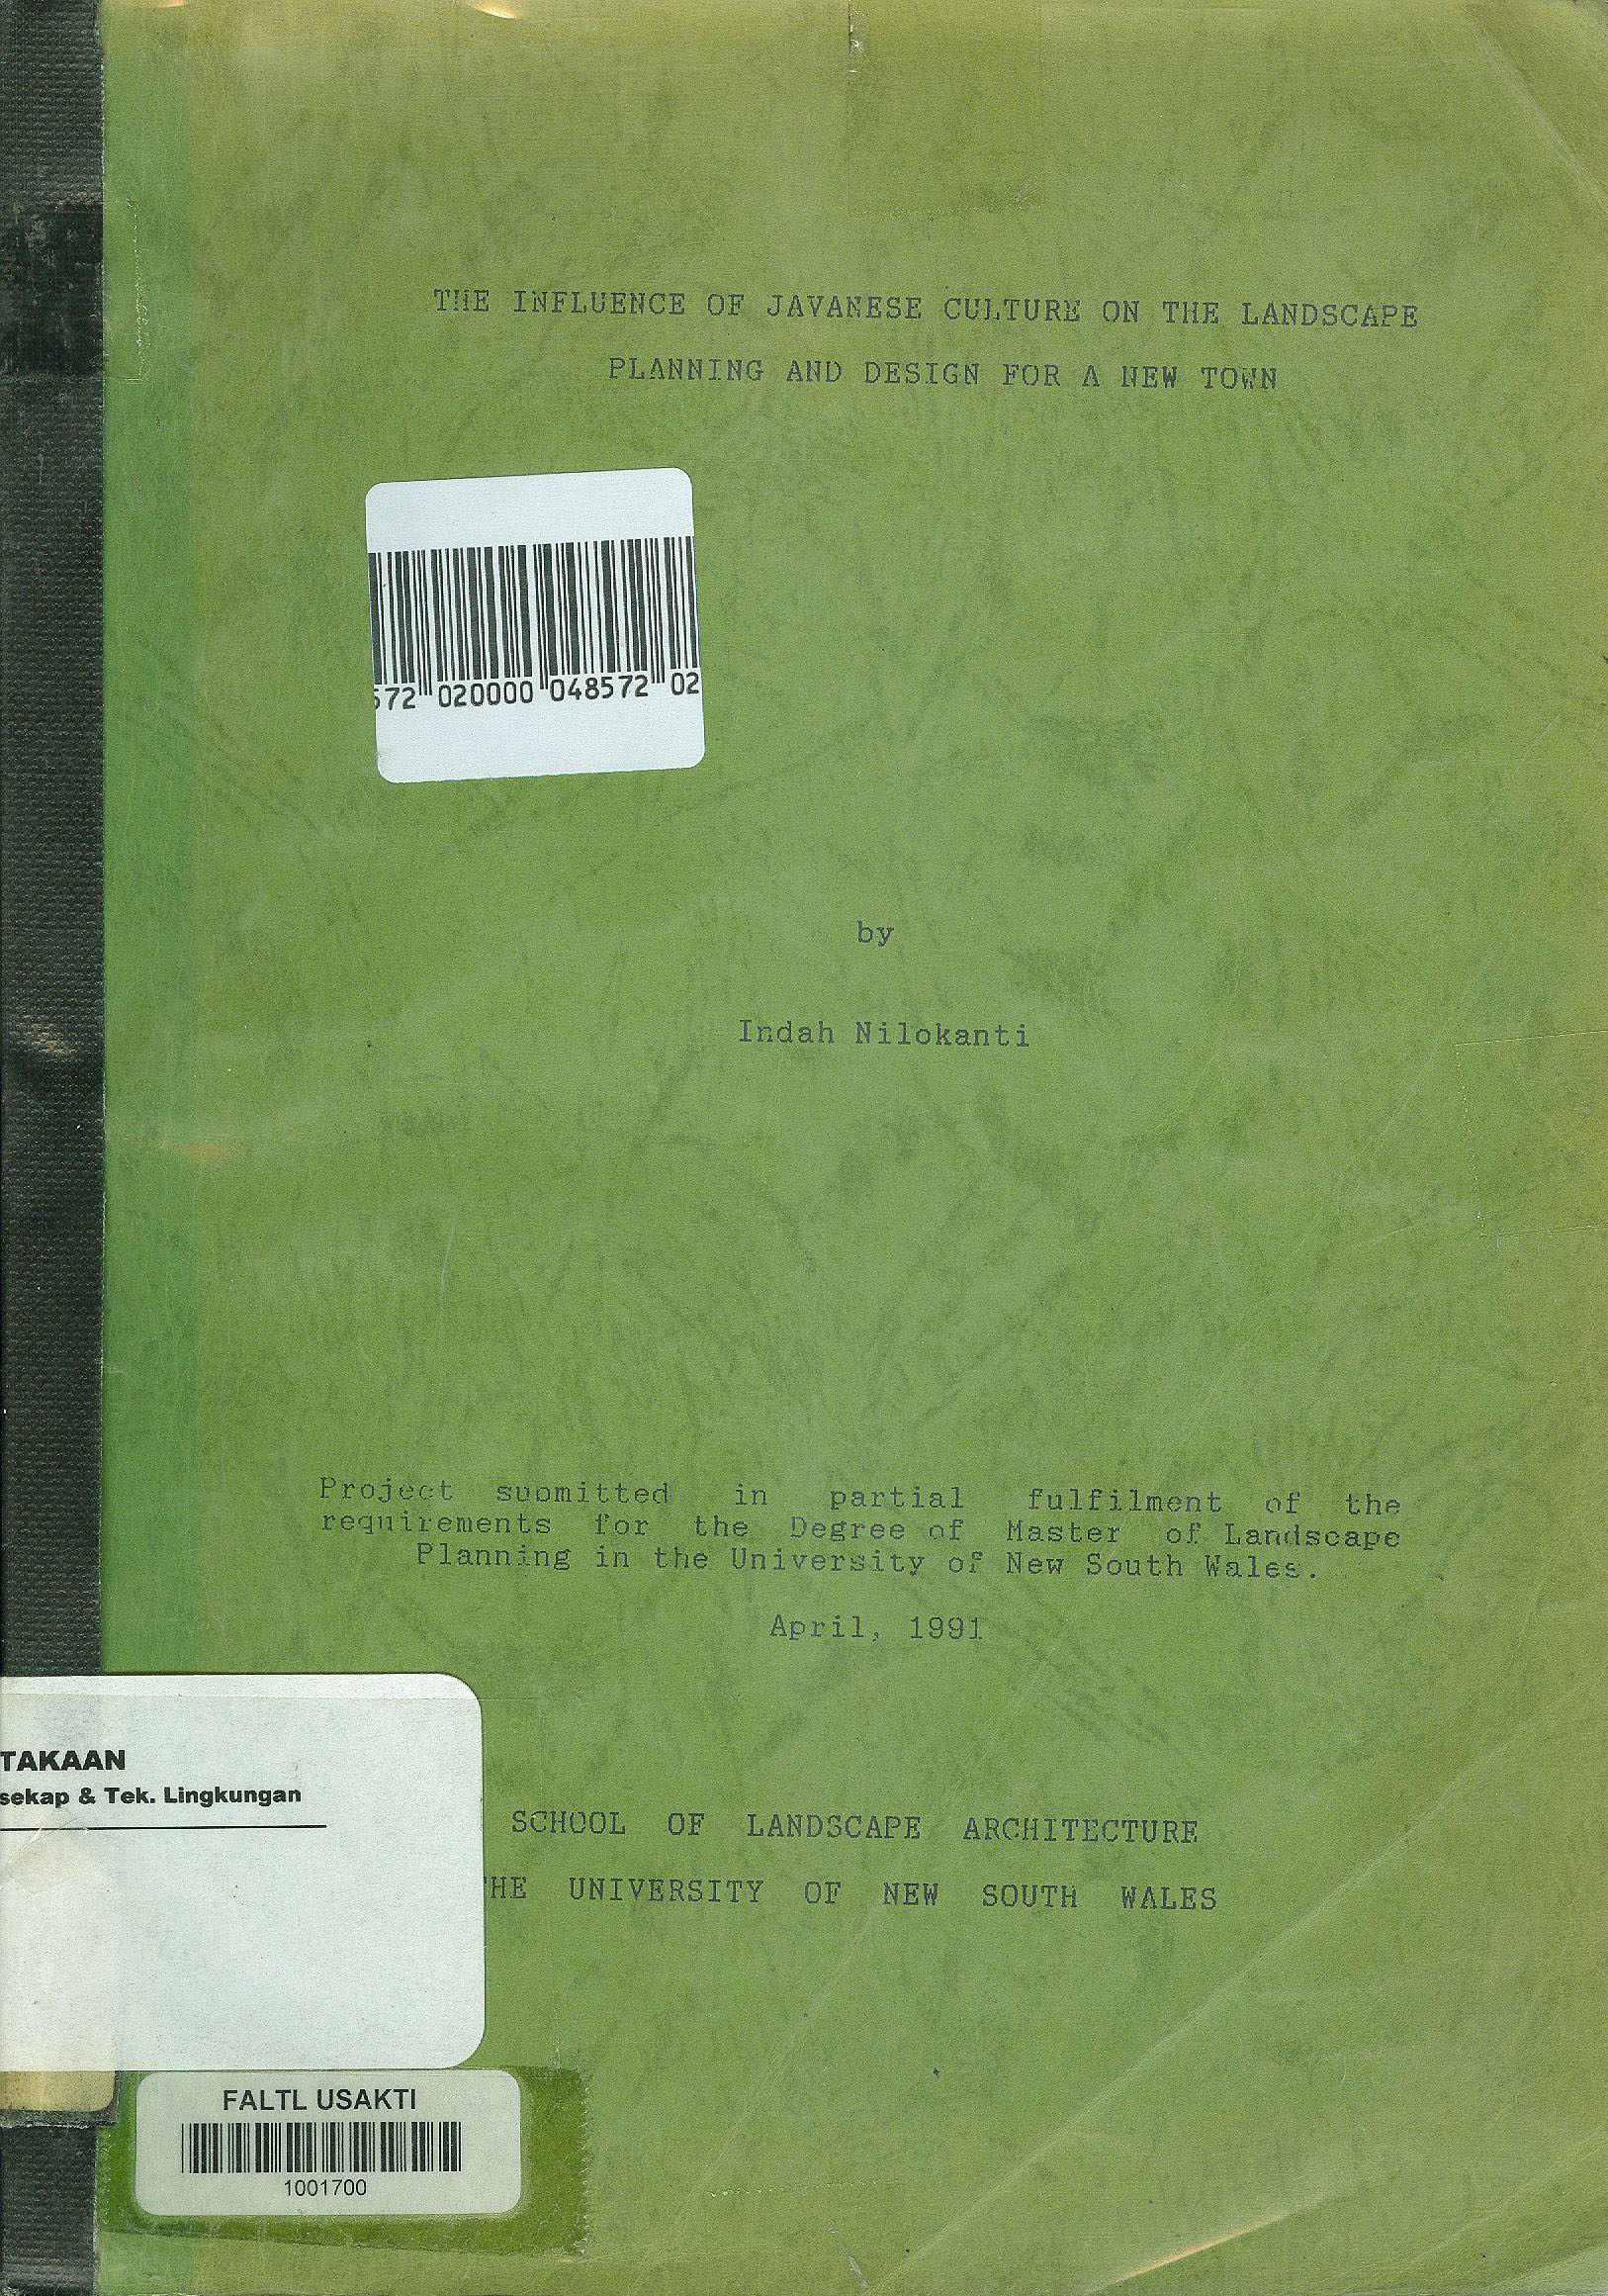 THE INFLUENCE OF JAVANESE CULTURE ON THE LANDSCAPE
PLANNING AND DESIGN FOR A NEW TOWN
572 020000 048572 02
by
Indah Nilokanti
Project submitted in partial fulfilment of the
requirements for the Degree of Master of Landscape
Planning in the University of New South Wales.
April, 1991
TAKAAN
sekap & Tek. Lingkungan
SCHOOL OF LANDSCAPE ARCHITECTURE
THE UNIVERSITY OF NEW SOUTH WALES
FALTL USAKTI
1001700